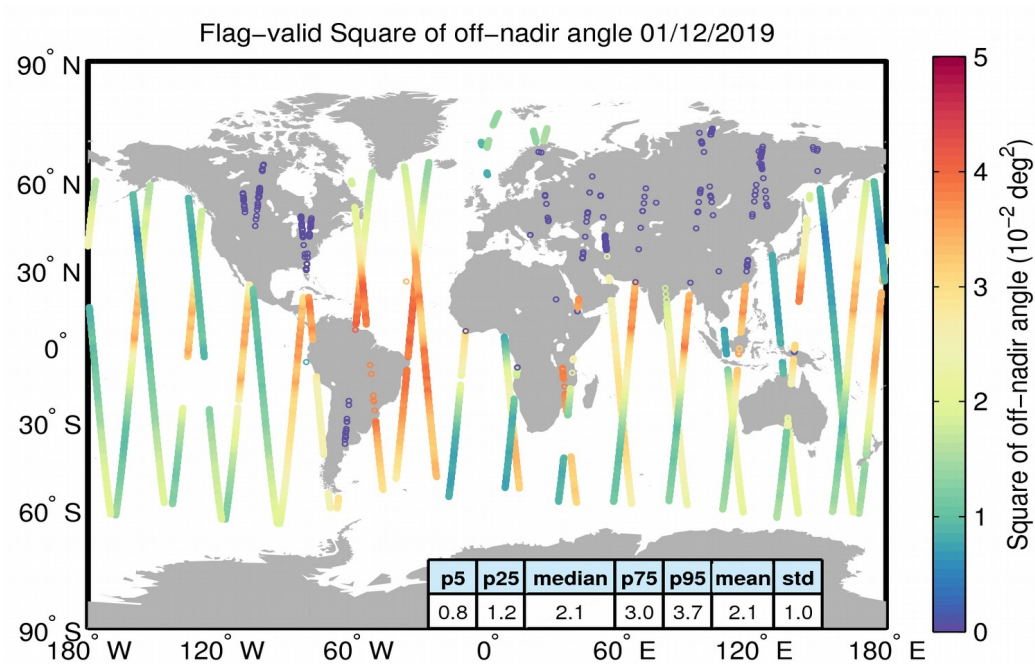 Flag−valid Square of off−nadir angle 01/12/2019
90° N
60° N
30° N
0°
30° S
60° S
90° S
180° W
120° W
60° W
0°
60° E
120° E
180° E
5
4
3
2
1
0
Square of off−nadir angle (10⁻² deg²)
p5 p25 median p75 p95 mean std
0.8 1.2 2.1 3.0 3.7 2.1 1.0